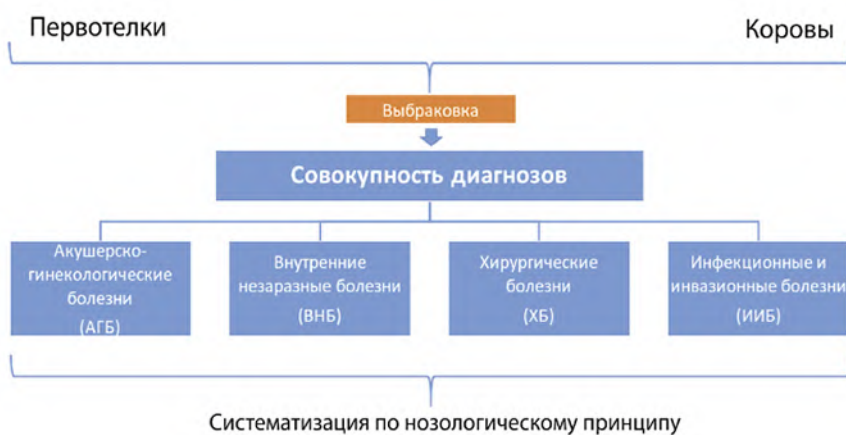 Первотелки
Коровы
Выбраковка
Совокупность диагнозов
Акушерско-
гинекологические
болезни
(АГБ)
Внутренние
незаразные болезни
(ВНБ)
Хирургические
болезни
(ХБ)
Инфекционные и
инвазионные болезни
(ИИБ)
Систематизация по нозологическому принципу